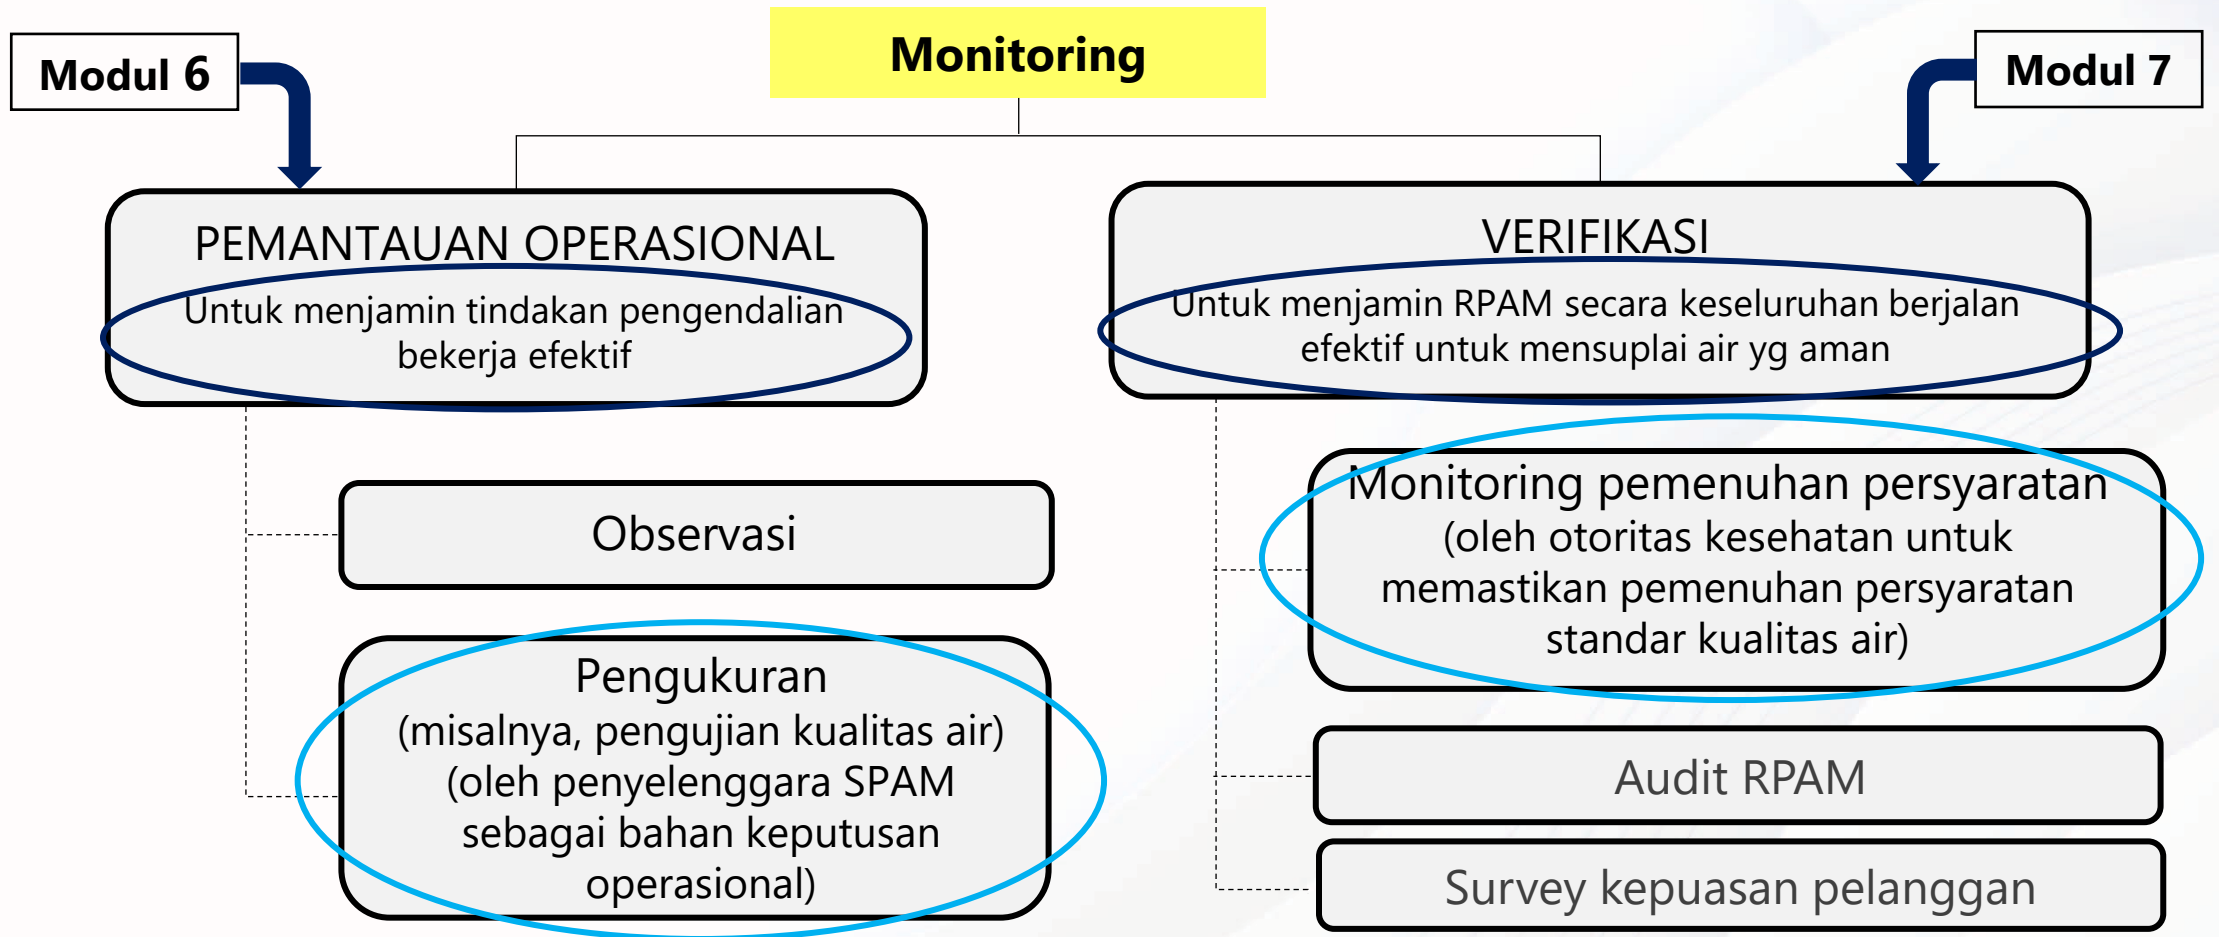 Monitoring
Modul 6
Modul 7
PEMANTAUAN OPERASIONAL
Untuk menjamin tindakan pengendalian
bekerja efektif
Observasi
Pengukuran
(misalnya, pengujian kualitas air)
(oleh penyelenggara SPAM
sebagai bahan keputusan
operasional)
VERIFIKASI
Untuk menjamin RPAM secara keseluruhan berjalan
efektif untuk mensuplai air yg aman
Monitoring pemenuhan persyaratan
(oleh otoritas kesehatan untuk
memastikan pemenuhan persyaratan
standar kualitas air)
Audit RPAM
Survey kepuasan pelanggan